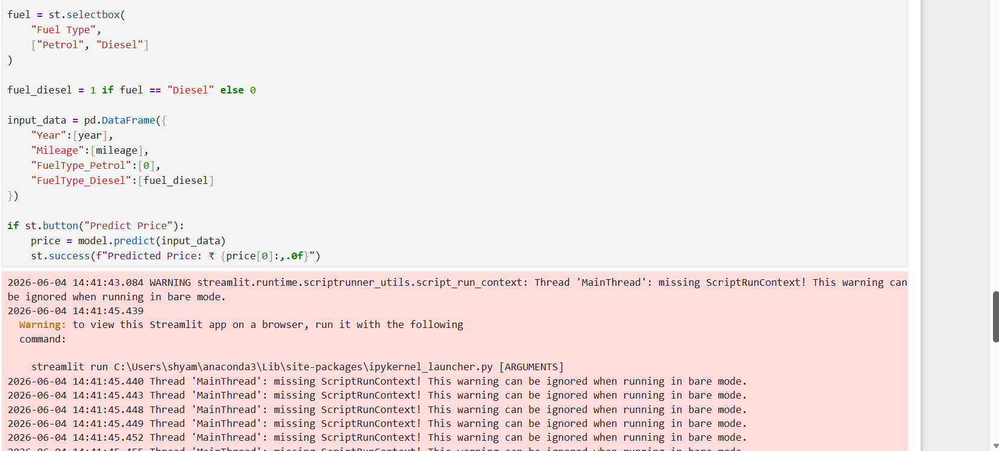 fuel = st.selectbox(
    "Fuel Type",
    ["Petrol", "Diesel"]
)
fuel_diesel = 1 if fuel == "Diesel" else 0
input_data = pd.DataFrame({
    "Year":[year],
    "Mileage":[mileage],
    "FuelType_Petrol":[0],
    "FuelType_Diesel":[fuel_diesel]
})
if st.button("Predict Price"):
    price = model.predict(input_data)
    st.success(f"Predicted Price: ₹ {price[0]:,.0f}")
2026-06-04 14:41:43.084 WARNING streamlit.runtime.scriptrunner_utils.script_run_context: Thread 'MainThread': missing ScriptRunContext! This warning can
be ignored when running in bare mode.
2026-06-04 14:41:45.439
  Warning: to view this Streamlit app on a browser, run it with the following
  command:
    streamlit run C:\Users\shyam\anaconda3\Lib\site-packages\ipykernel_launcher.py [ARGUMENTS]
2026-06-04 14:41:45.440 Thread 'MainThread': missing ScriptRunContext! This warning can be ignored when running in bare mode.
2026-06-04 14:41:45.443 Thread 'MainThread': missing ScriptRunContext! This warning can be ignored when running in bare mode.
2026-06-04 14:41:45.448 Thread 'MainThread': missing ScriptRunContext! This warning can be ignored when running in bare mode.
2026-06-04 14:41:45.449 Thread 'MainThread': missing ScriptRunContext! This warning can be ignored when running in bare mode.
2026-06-04 14:41:45.452 Thread 'MainThread': missing ScriptRunContext! This warning can be ignored when running in bare mode.